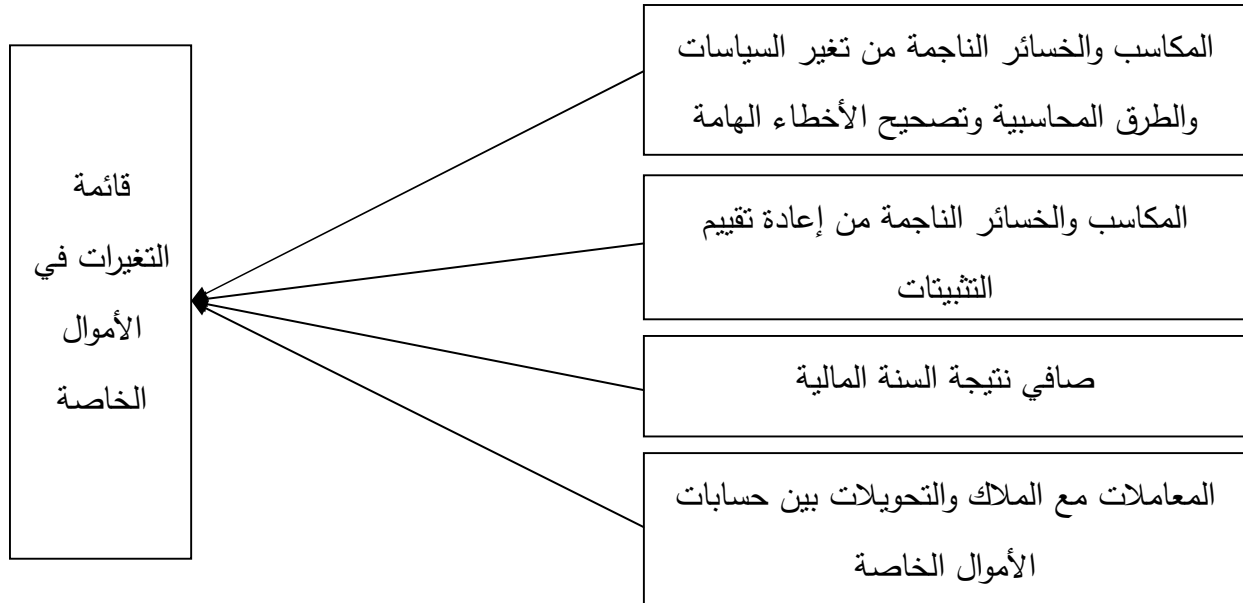 المكاسب والخسائر الناجمة من تغير السياسات
والطرق المحاسبية وتصحيح الأخطاء الهامة
المكاسب والخسائر الناجمة من إعادة تقييم
التثبيتات
صافي نتيجة السنة المالية
المعاملات مع الملاك والتحويلات بين حسابات
الأموال الخاصة
قائمة
التغيرات في
الأموال
الخاصة